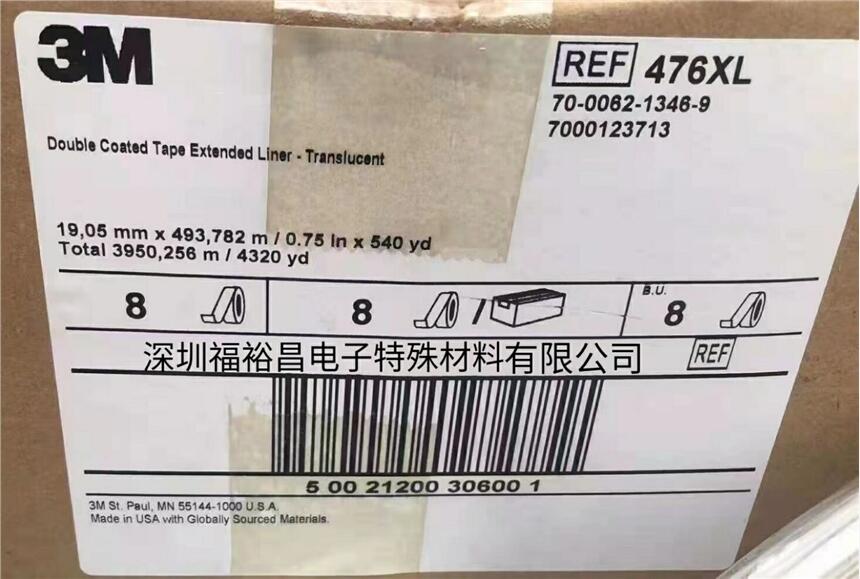 3M
REF 476XL
70-0062-1346-9
7000123713
Double Coated Tape Extended Liner - Translucent
19,05 mm x 493,782 m / 0.75 in x 540 yd
Total 3950,256 m / 4320 yd
8 8 / B.U. 8
深圳福裕昌电子特殊材料有限公司 REF
5 00 21200 30600 1
3M St. Paul, MN 55144-1000 U.S.A.
Made in USA with Globally Sourced Materials.